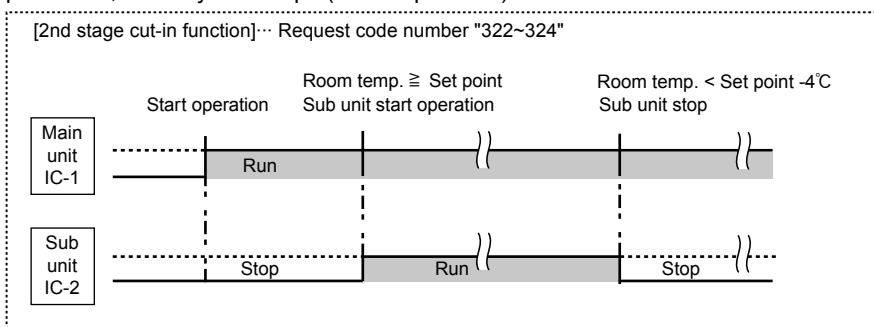 [2nd stage cut-in function]··· Request code number "322~324"
Room temp. ≧ Set point
Room temp. < Set point -4℃
Start operation
Sub unit start operation
Sub unit stop
Main
unit
IC-1
Run
Sub
unit
IC-2
Stop
Run
Stop